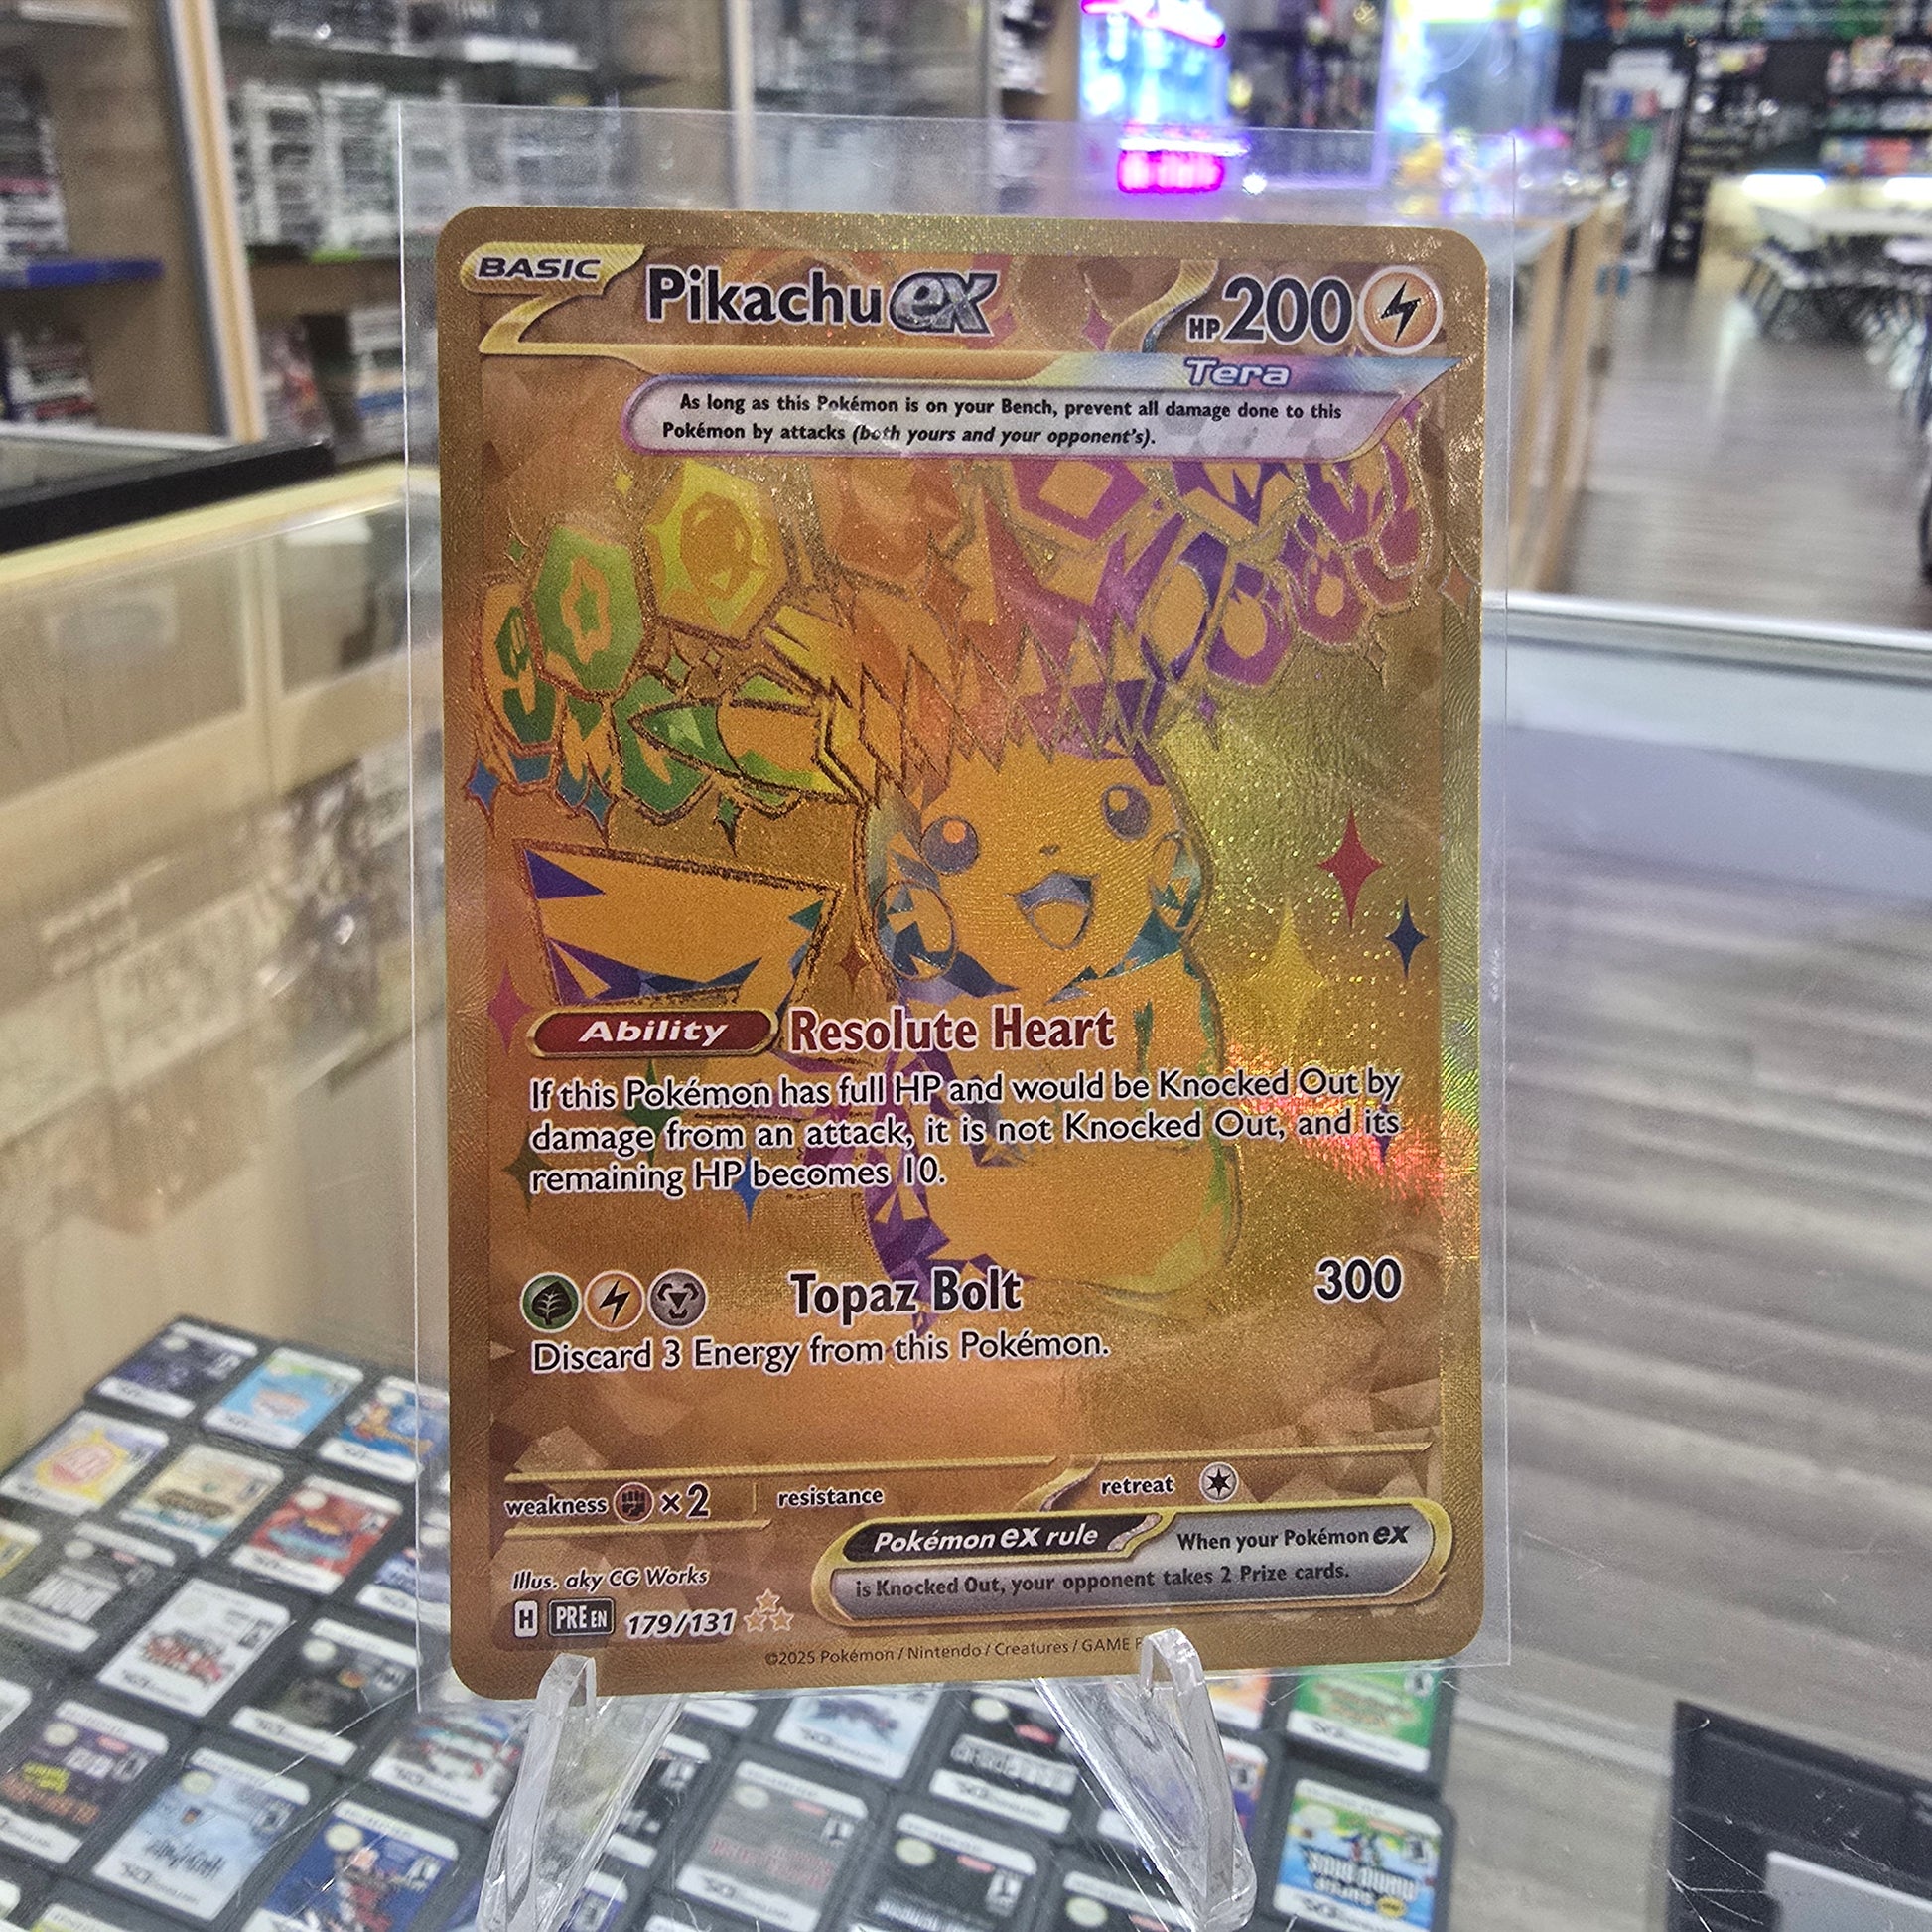 BASIC
Pikachu ex
HP 200
Tera
As long as this Pokémon is on your Bench, prevent all damage done to this
Pokémon by attacks (both yours and your opponent's).
Ability Resolute Heart
If this Pokémon has full HP and would be Knocked Out by
damage from an attack, it is not Knocked Out, and its
remaining HP becomes 10.
Topaz Bolt 300
Discard 3 Energy from this Pokémon.
weakness ×2 resistance retreat
Pokémon ex rule When your Pokémon ex
is Knocked Out, your opponent takes 2 Prize cards.
Illus. aky CG Works
H PRE EN 179/131
©2025 Pokémon / Nintendo / Creatures / GAME